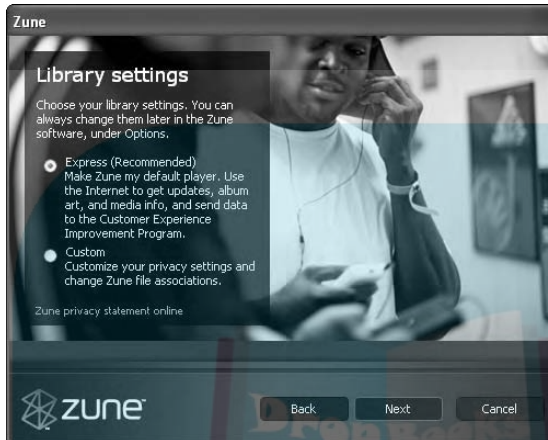 Zune
Library settings
Choose your library settings. You can
always change them later in the Zune
software, under Options.
Express (Recommended)
Make Zune my default player. Use
the Internet to get updates, album
art, and media info, and send data
to the Customer Experience
Improvement Program.
Custom
Customize your privacy settings and
change Zune file associations.
Zune privacy statement online
zune
Back
Next
Cancel